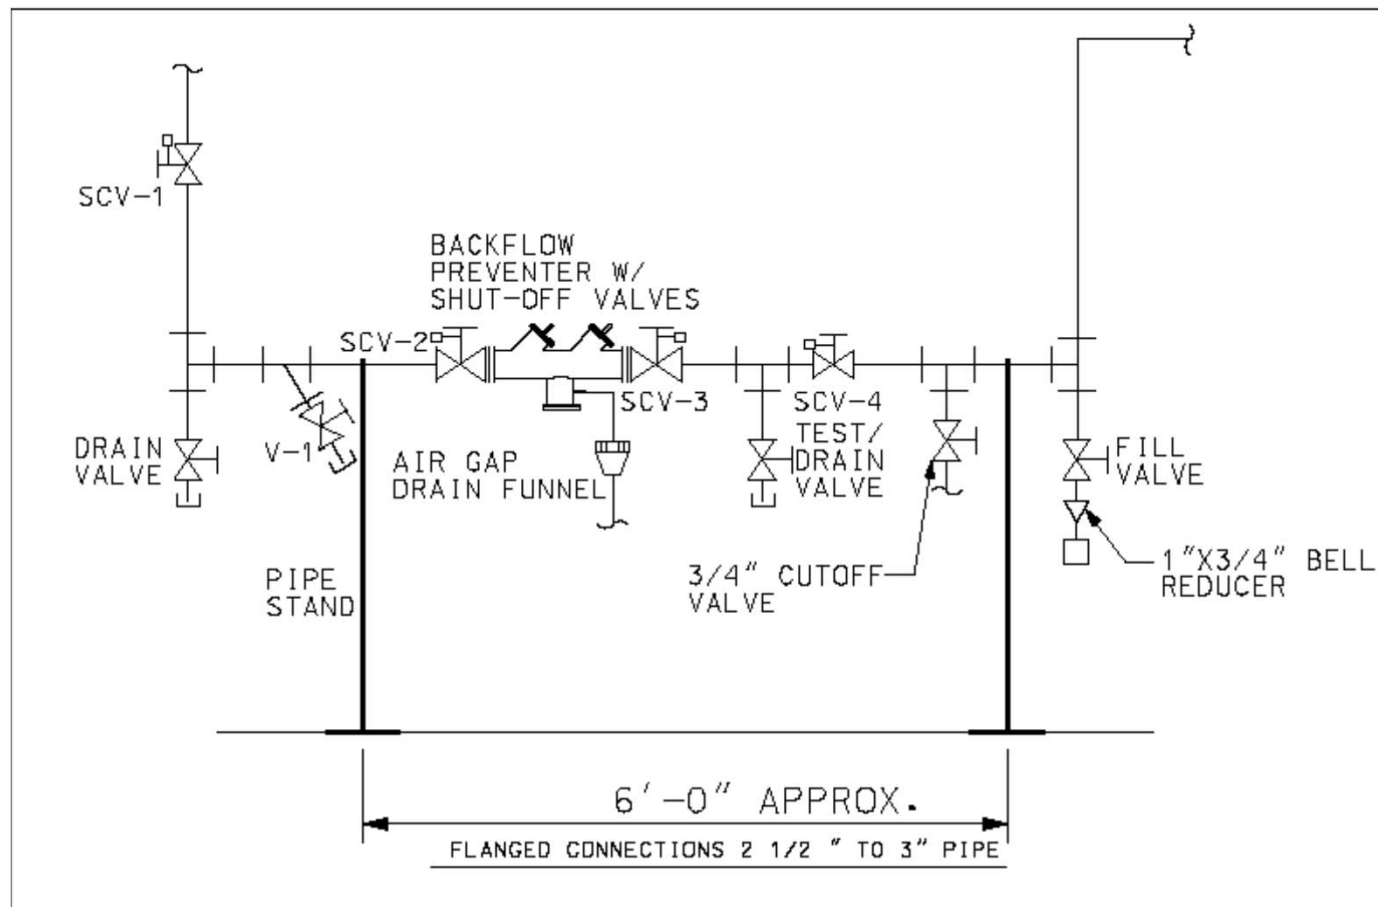 SCV-1
BACKFLOW
PREVENTER W/
SHUT-OFF VALVES
SCV-2
SCV-3
SCV-4
DRAIN
VALVE
V-1
AIR GAP
DRAIN FUNNEL
TEST/
DRAIN
VALVE
FILL
VALVE
3/4" CUTOFF
VALVE
1"X3/4" BELL
REDUCER
PIPE
STAND
6'-0" APPROX.
FLANGED CONNECTIONS 2 1/2 " TO 3" PIPE